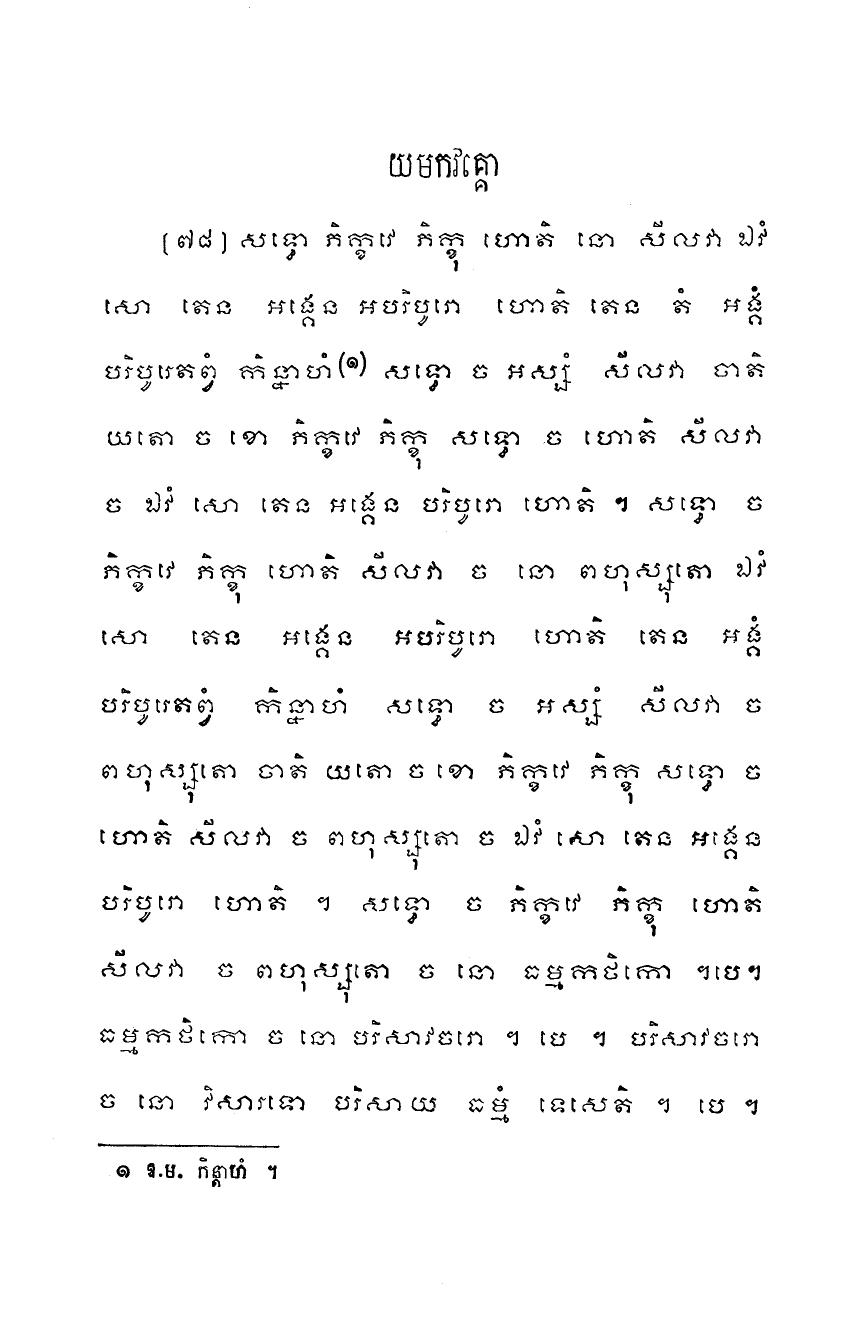 យមកវគ្គោ
[៧៨] សទ្ធោ ភិក្ខវេ ភិក្ខុ ហោតិ នោ សីលវា ឯវំ
សោ តេន អង្គេន អបរិបូរោ ហោតិ តេន តំ អង្គំ
បរិបូរេតព្វំ កិន្នាហំ(១) សទ្ធោ ច អស្សំ សីលវា ចាតិ
យតោ ច ខោ ភិក្ខវេ ភិក្ខុ សទ្ធោ ច ហោតិ សីលវា
ច ឯវំ សោ តេន អង្គេន បរិបូរោ ហោតិ ។ សទ្ធោ ច
ភិក្ខវេ ភិក្ខុ ហោតិ សីលវា ច នោ ពហុស្សុតោ ឯវំ
សោ តេន អង្គេន អបរិបូរោ ហោតិ តេន អង្គំ
បរិបូរេតព្វំ កិន្នាហំ សទ្ធោ ច អស្សំ សីលវា ច
ពហុស្សុតោ ចាតិ យតោ ច ខោ ភិក្ខវេ ភិក្ខុ សទ្ធោ ច
ហោតិ សីលវា ច ពហុស្សុតោ ច ឯវំ សោ តេន អង្គេន
បរិបូរោ ហោតិ ។ សទ្ធោ ច ភិក្ខវេ ភិក្ខុ ហោតិ
សីលវា ច ពហុស្សុតោ ច នោ ធម្មកថិកោ ។បេ។
ធម្មកថិកោ ច នោ បរិសាវចរោ ។ បេ ។ បរិសាវចរោ
ច នោ វិសារទោ បរិសាយ ធម្មំ ទេសេតិ ។ បេ ។
១ ឱ.ម. កិន្តាហំ ។